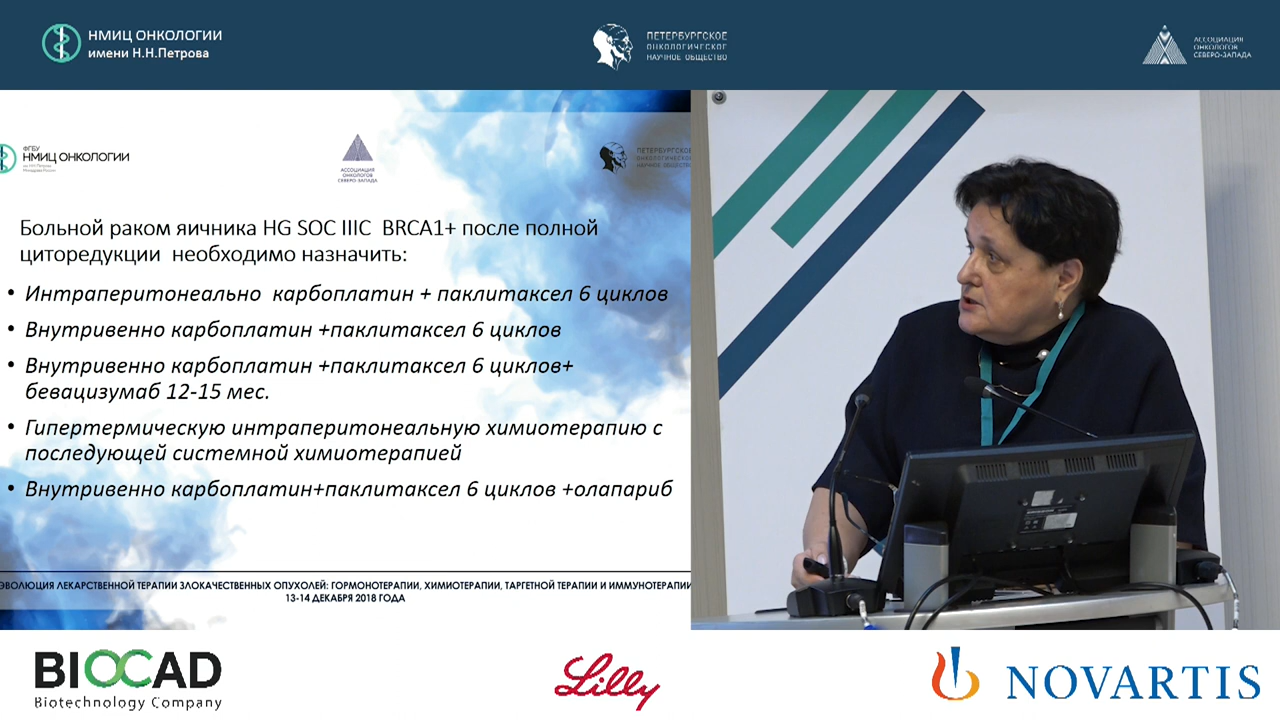 НМИЦ ОНКОЛОГИИ
имени Н.Н.Петрова
ПЕТЕРБУРГСКОЕ
ОНКОЛОГИЧЕСКОЕ
НАУЧНОЕ ОБЩЕСТВО
АССОЦИАЦИЯ
ОНКОЛОГОВ
СЕВЕРО-ЗАПАДА
ФГБУ
НМИЦ ОНКОЛОГИИ
АССОЦИАЦИЯ
ОНКОЛОГОВ
СЕВЕРО-ЗАПАДА
Больной раком яичника HG SOC IIIC BRCA1+ после полной
циторедукции необходимо назначить:
• Интраперитонеально карбоплатин + паклитаксел 6 циклов
• Внутривенно карбоплатин +паклитаксел 6 циклов
• Внутривенно карбоплатин +паклитаксел 6 циклов+
бевацизумаб 12-15 мес.
• Гипертермическую интраперитонеальную химиотерапию с
последующей системной химиотерапией
• Внутривенно карбоплатин+паклитаксел 6 циклов +олапариб
ЭВОЛЮЦИЯ ЛЕКАРСТВЕННОЙ ТЕРАПИИ ЗЛОКАЧЕСТВЕННЫХ ОПУХОЛЕЙ: ГОРМОНОТЕРАПИИ, ХИМИОТЕРАПИИ, ТАРГЕТНОЙ ТЕРАПИИ И ИММУНОТЕРАПИИ
13-14 ДЕКАБРЯ 2018 ГОДА
BIOCAD
Biotechnology Company
Lilly
NOVARTIS